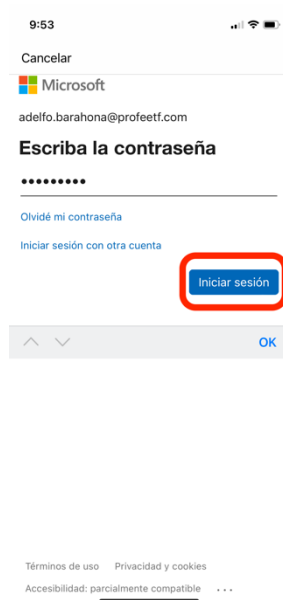 9:53
Cancelar
Microsoft
adelfo.barahona@profeetf.com
Escriba la contraseña
•••••••••
Olvidé mi contraseña
Iniciar sesión con otra cuenta
Iniciar sesión
OK
Términos de uso Privacidad y cookies
Accesibilidad: parcialmente compatible ...